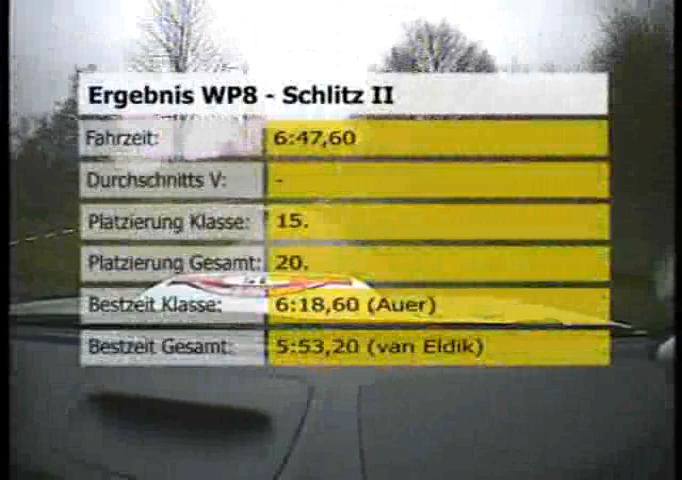 Ergebnis WP8 - Schlitz II
Fahrzeit: 6:47,60
Durchschnitts V: -
Platzierung Klasse: 15.
Platzierung Gesamt: 20.
Bestzeit Klasse: 6:18,60 (Auer)
Bestzeit Gesamt: 5:53,20 (van Eldik)